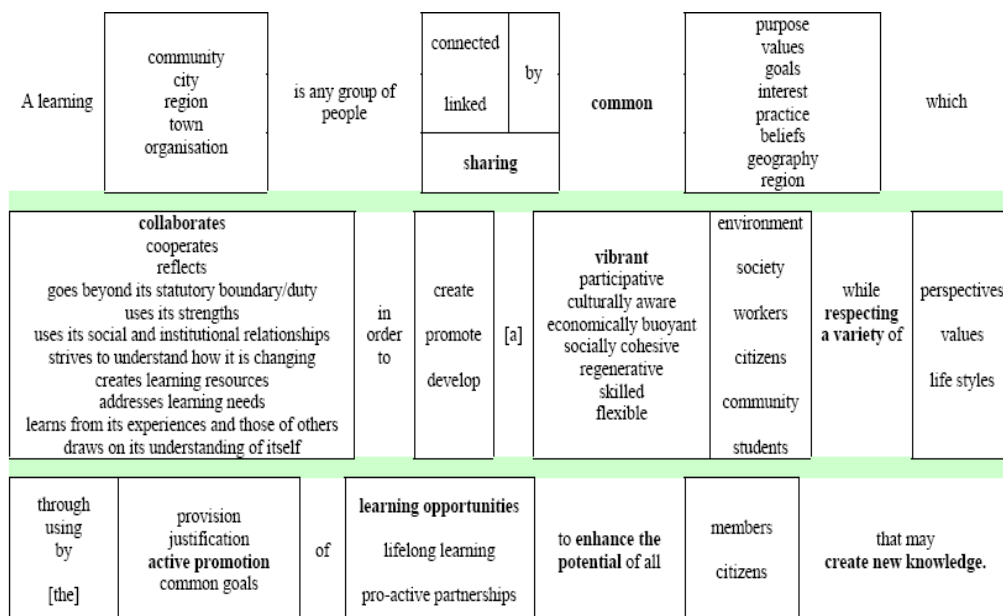 A learning
community
city
region
town
organisation
is any group of
people
connected
linked
by
sharing
common
purpose
values
goals
interest
practice
beliefs
geography
region
which
collaborates
cooperates
reflects
goes beyond its statutory boundary/duty
uses its strengths
uses its social and institutional relationships
strives to understand how it is changing
creates learning resources
addresses learning needs
learns from its experiences and those of others
draws on its understanding of itself
in
order
to
create
promote
develop
[a]
vibrant
participative
culturally aware
economically buoyant
socially cohesive
regenerative
skilled
flexible
environment
society
workers
citizens
community
students
while
respecting
a variety of
perspectives
values
life styles
through
using
by
[the]
provision
justification
active promotion
common goals
of
learning opportunities
lifelong learning
pro-active partnerships
to enhance the
potential of all
members
citizens
that may
create new knowledge.